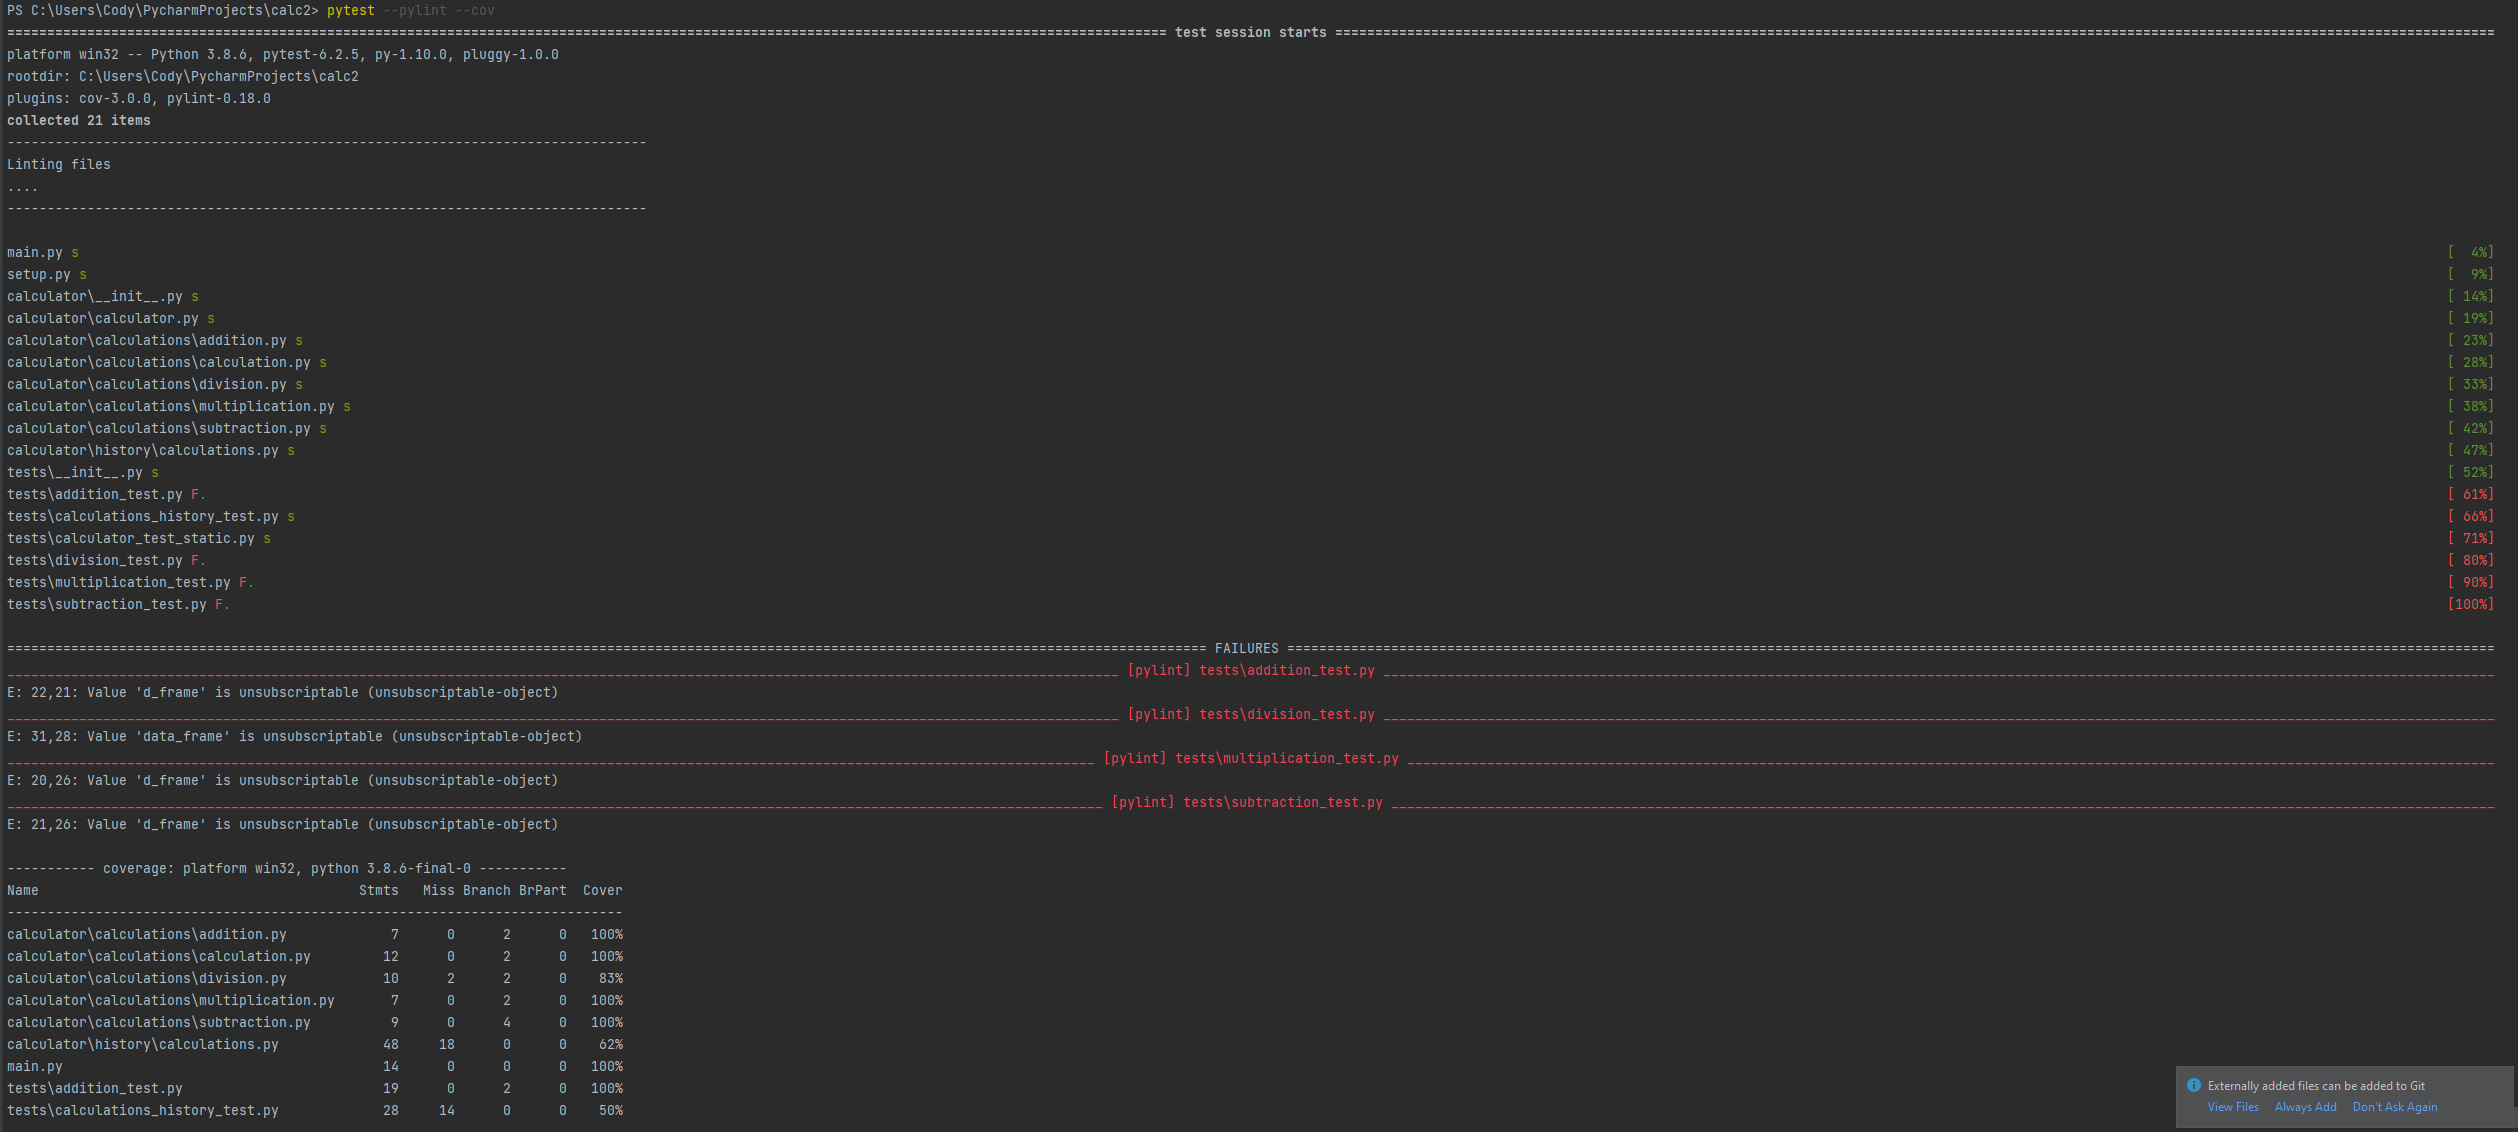 PS C:\Users\Cody\PycharmProjects\calc2> pytest --pylint --cov
================================================= test session starts =================================================
platform win32 -- Python 3.8.6, pytest-6.2.5, py-1.10.0, pluggy-1.0.0
rootdir: C:\Users\Cody\PycharmProjects\calc2
plugins: cov-3.0.0, pylint-0.18.0
collected 21 items
--------------------------------------------------------------------------------
Linting files
....
--------------------------------------------------------------------------------
main.py s [  4%]
setup.py s [  9%]
calculator\__init__.py s [ 14%]
calculator\calculator.py s [ 19%]
calculator\calculations\addition.py s [ 23%]
calculator\calculations\calculation.py s [ 28%]
calculator\calculations\division.py s [ 33%]
calculator\calculations\multiplication.py s [ 38%]
calculator\calculations\subtraction.py s [ 42%]
calculator\history\calculations.py s [ 47%]
tests\__init__.py s [ 52%]
tests\addition_test.py F. [ 61%]
tests\calculations_history_test.py s [ 66%]
tests\calculator_test_static.py s [ 71%]
tests\division_test.py F. [ 80%]
tests\multiplication_test.py F. [ 90%]
tests\subtraction_test.py F. [100%]
================================================= FAILURES =================================================
_________________________________________________ [pylint] tests\addition_test.py _________________________________________________
E: 22,21: Value 'd_frame' is unsubscriptable (unsubscriptable-object)
_________________________________________________ [pylint] tests\division_test.py _________________________________________________
E: 31,28: Value 'data_frame' is unsubscriptable (unsubscriptable-object)
_________________________________________________ [pylint] tests\multiplication_test.py _________________________________________________
E: 20,26: Value 'd_frame' is unsubscriptable (unsubscriptable-object)
_________________________________________________ [pylint] tests\subtraction_test.py _________________________________________________
E: 21,26: Value 'd_frame' is unsubscriptable (unsubscriptable-object)
----------- coverage: platform win32, python 3.8.6-final-0 -----------
Name                                        Stmts   Miss Branch BrPart  Cover
-----------------------------------------------------------------------------
calculator\calculations\addition.py             7      0      2      0   100%
calculator\calculations\calculation.py         12      0      2      0   100%
calculator\calculations\division.py            10      2      2      0    83%
calculator\calculations\multiplication.py       7      0      2      0   100%
calculator\calculations\subtraction.py          9      0      4      0   100%
calculator\history\calculations.py             48     18      0      0    62%
main.py                                        14      0      0      0   100%
tests\addition_test.py                         19      0      2      0   100%
tests\calculations_history_test.py             28     14      0      0    50%
Externally added files can be added to Git
View Files Always Add Don't Ask Again